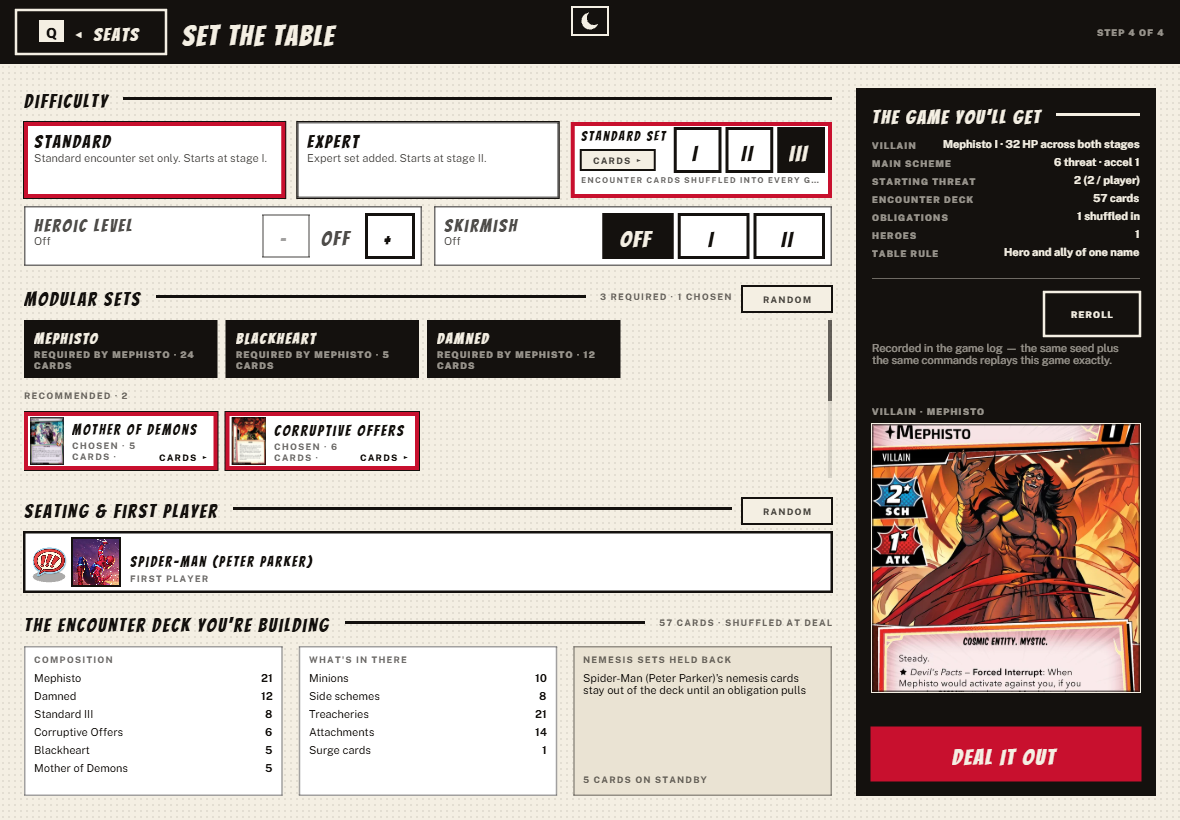 Q ◂ SEATS
SET THE TABLE
STEP 4 OF 4
DIFFICULTY
STANDARD
Standard encounter set only. Starts at stage I.
EXPERT
Expert set added. Starts at stage II.
STANDARD SET
CARDS ▸
I
II
III
ENCOUNTER CARDS SHUFFLED INTO EVERY G...
HEROIC LEVEL
Off
-
OFF
+
SKIRMISH
Off
OFF
I
II
MODULAR SETS
3 REQUIRED · 1 CHOSEN
RANDOM
MEPHISTO
REQUIRED BY MEPHISTO · 24
CARDS
BLACKHEART
REQUIRED BY MEPHISTO · 5
CARDS
DAMNED
REQUIRED BY MEPHISTO · 12
CARDS
RECOMMENDED · 2
MOTHER OF DEMONS
CHOSEN · 5
CARDS ·
CARDS ▸
CORRUPTIVE OFFERS
CHOSEN · 6
CARDS ·
CARDS ▸
SEATING & FIRST PLAYER
RANDOM
SPIDER-MAN (PETER PARKER)
FIRST PLAYER
THE ENCOUNTER DECK YOU'RE BUILDING
57 CARDS · SHUFFLED AT DEAL
COMPOSITION
Mephisto 21
Damned 12
Standard III 8
Corruptive Offers 6
Blackheart 5
Mother of Demons 5
WHAT'S IN THERE
Minions 10
Side schemes 8
Treacheries 21
Attachments 14
Surge cards 1
NEMESIS SETS HELD BACK
Spider-Man (Peter Parker)'s nemesis cards
stay out of the deck until an obligation pulls
5 CARDS ON STANDBY
THE GAME YOU'LL GET
VILLAIN Mephisto I · 32 HP across both stages
MAIN SCHEME 6 threat · accel 1
STARTING THREAT 2 (2 / player)
ENCOUNTER DECK 57 cards
OBLIGATIONS 1 shuffled in
HEROES 1
TABLE RULE Hero and ally of one name
REROLL
Recorded in the game log — the same seed plus
the same commands replays this game exactly.
VILLAIN · MEPHISTO
MEPHISTO
VILLAIN
2★
SCH
1★
ATK
COSMIC ENTITY. MYSTIC.
Steady.
★ Devil's Pacts – Forced Interrupt: When
Mephisto would activate against you, if you
DEAL IT OUT